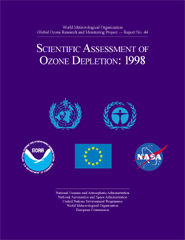 World Meteorological Organization
Global Ozone Research and Monitoring Project — Report No. 44
SCIENTIFIC ASSESSMENT OF
OZONE DEPLETION: 1998
NOAA
NASA
National Oceanic and Atmospheric Administration
National Aeronautics and Space Administration
United Nations Environment Programme
World Meteorological Organization
European Commission